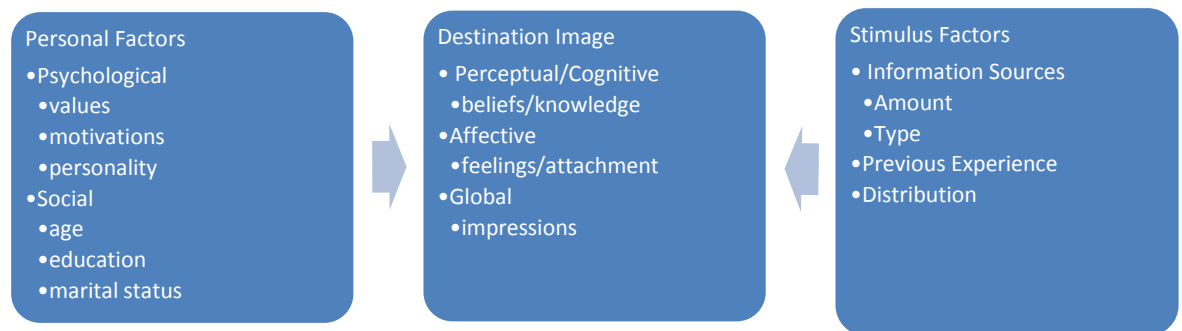 Personal Factors
•Psychological
•values
•motivations
•personality
•Social
•age
•education
•marital status
Destination Image
• Perceptual/Cognitive
•beliefs/knowledge
•Affective
•feelings/attachment
•Global
•impressions
Stimulus Factors
• Information Sources
•Amount
•Type
•Previous Experience
•Distribution